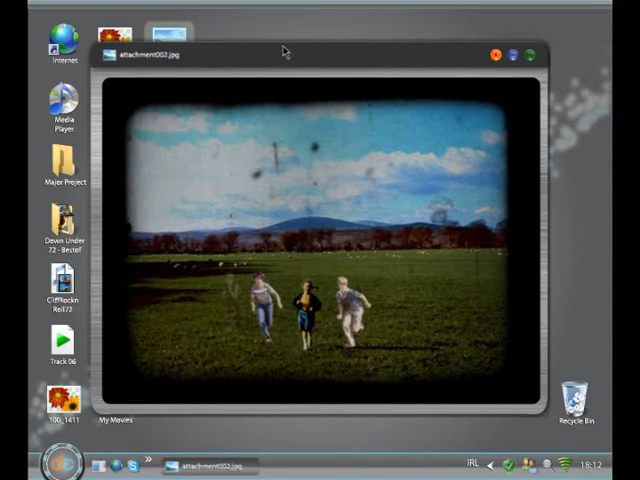 attachment002.jpg
Internet
Media
Player
Major Project
Down Under
72 - Bestof
CliffRockn
Roll72
Track 06
100_1411
My Movies
Recycle Bin
dc
attachment002.jpg
IRL
18:12